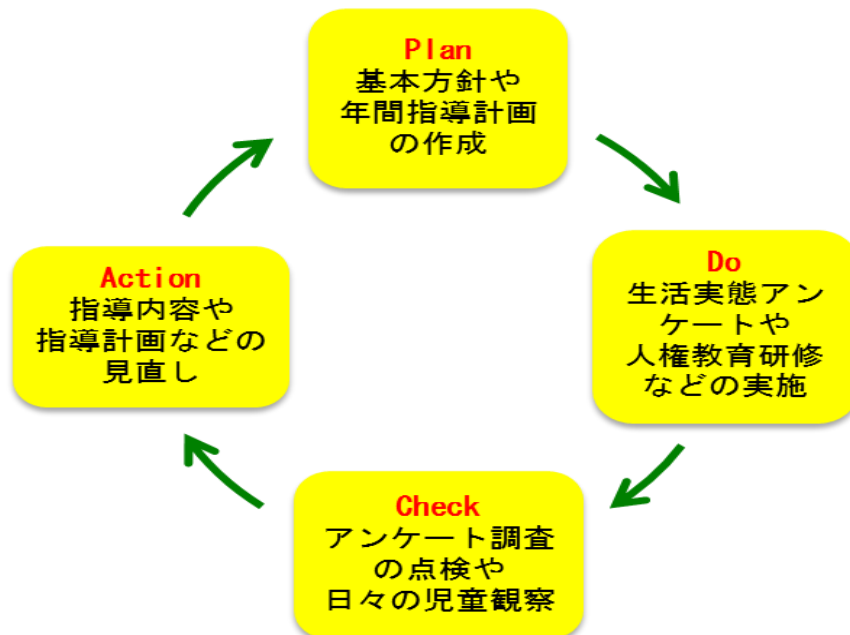 Plan
基本方針や
年間指導計画
の作成
Do
生活実態アン
ケートや
人権教育研修
などの実施
Check
アンケート調査
の点検や
日々の児童観察
Action
指導内容や
指導計画などの
見直し